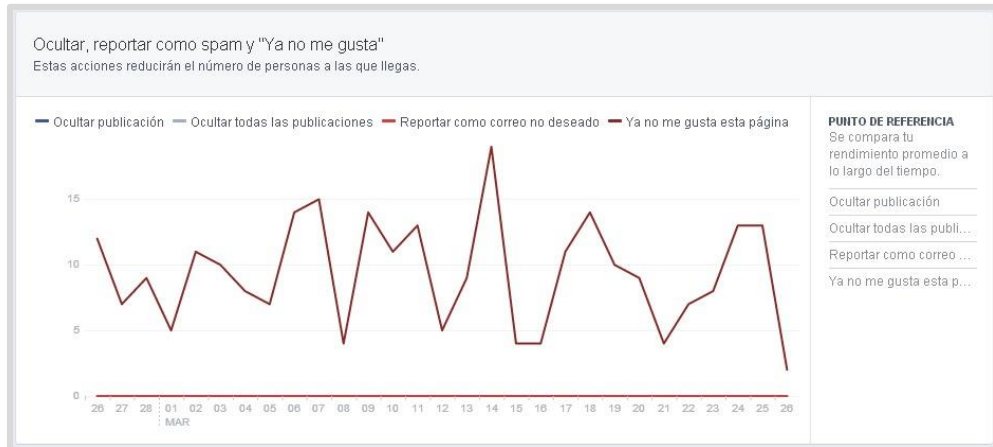 Ocultar, reportar como spam y "Ya no me gusta"
Estas acciones reducirán el número de personas a las que llegas.
Ocultar publicación Ocultar todas las publicaciones Reportar como correo no deseado Ya no me gusta esta página
15
10
5
0
26 27 28 01 02 03 04 05 06 07 08 09 10 11 12 13 14 15 16 17 18 19 20 21 22 23 24 25 26
MAR
PUNTO DE REFERENCIA
Se compara tu
rendimiento promedio a
lo largo del tiempo.
Ocultar publicación
Ocultar todas las publi...
Reportar como correo ...
Ya no me gusta esta p...